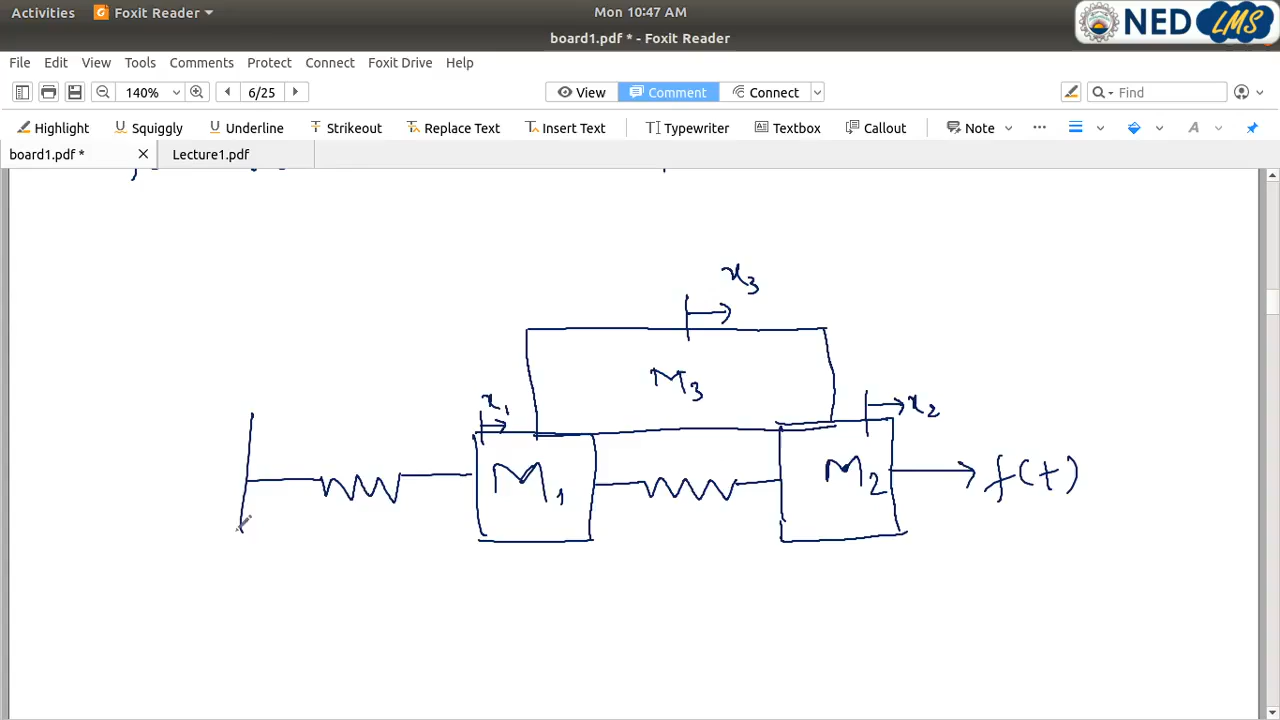 Activities Foxit Reader Mon 10:47 AM
NED LMS
board1.pdf * - Foxit Reader
File Edit View Tools Comments Protect Connect Foxit Drive Help
140% 6/25 View Comment Connect Find
Highlight Squiggly Underline Strikeout Replace Text Insert Text Typewriter Textbox Callout Note ··· A
board1.pdf * Lecture1.pdf
x₃
M₃
x₁ x₂
M₁ M₂ f(t)